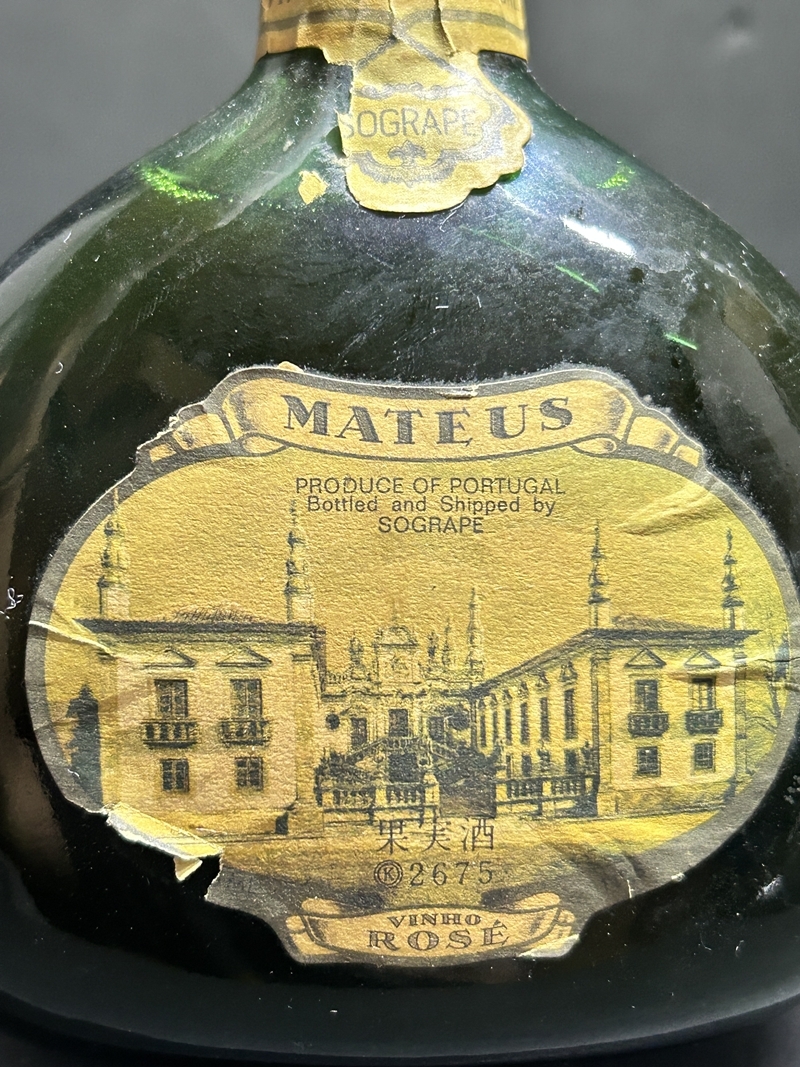 SOGRAPE
MATEUS
PRODUCE OF PORTUGAL
Bottled and Shipped by
SOGRAPE
果実酒
Ⓚ2675
VINHO
ROSÉ